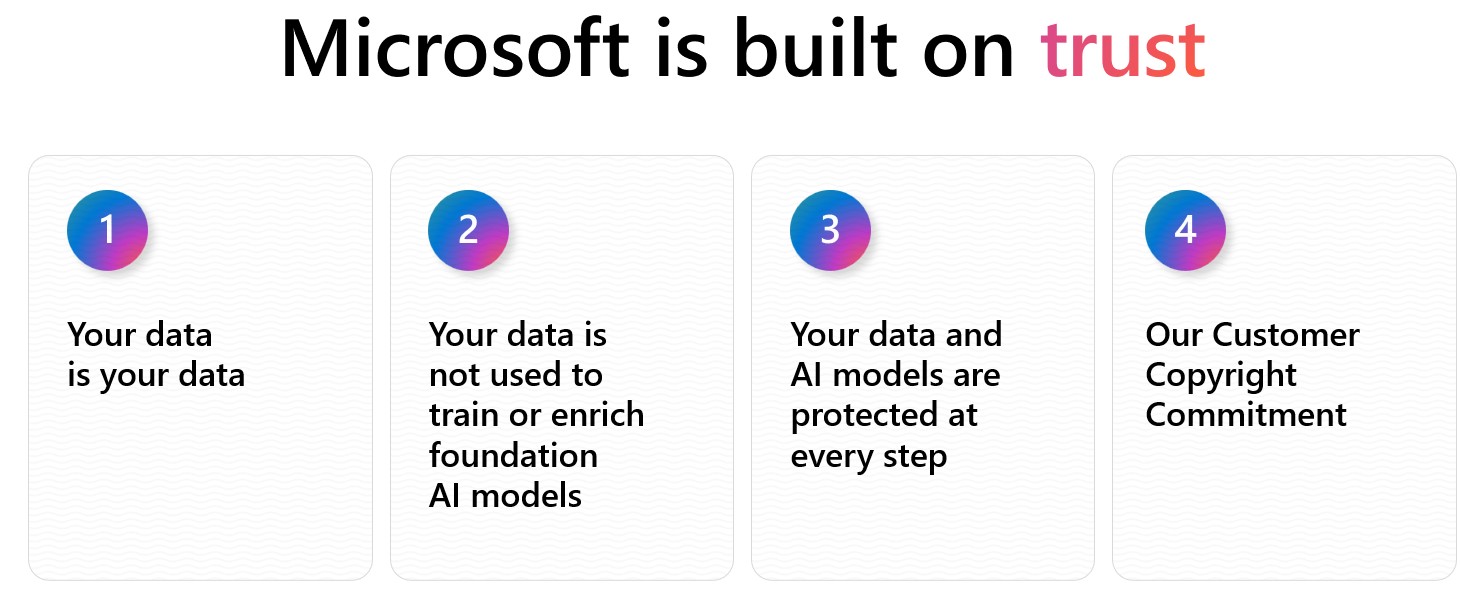 Microsoft is built on trust
1
Your data
is your data
2
Your data is
not used to
train or enrich
foundation
AI models
3
Your data and
AI models are
protected at
every step
4
Our Customer
Copyright
Commitment